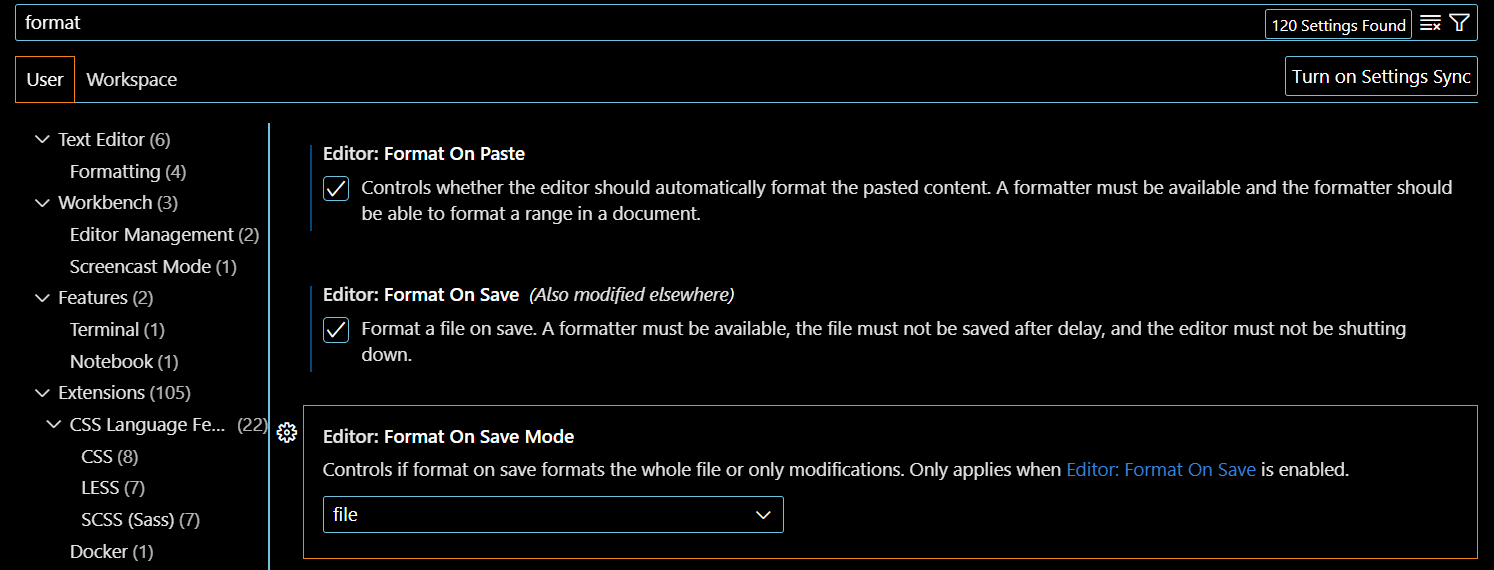 format
120 Settings Found
User
Workspace
Turn on Settings Sync
Text Editor (6)
Formatting (4)
Workbench (3)
Editor Management (2)
Screencast Mode (1)
Features (2)
Terminal (1)
Notebook (1)
Extensions (105)
CSS Language Fe... (22)
CSS (8)
LESS (7)
SCSS (Sass) (7)
Docker (1)
Editor: Format On Paste
Controls whether the editor should automatically format the pasted content. A formatter must be available and the formatter should
be able to format a range in a document.
Editor: Format On Save (Also modified elsewhere)
Format a file on save. A formatter must be available, the file must not be saved after delay, and the editor must not be shutting
down.
Editor: Format On Save Mode
Controls if format on save formats the whole file or only modifications. Only applies when Editor: Format On Save is enabled.
file